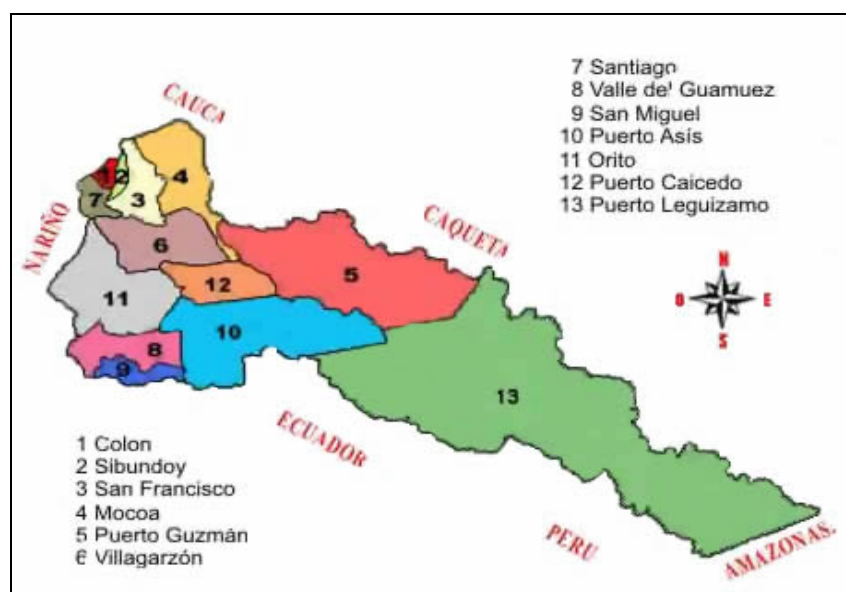 7 Santiago
8 Valle del Guamuez
9 San Miguel
10 Puerto Asís
11 Orito
12 Puerto Caicedo
13 Puerto Leguizamo
CAUCA
1 2
4
3
7
NARIÑO
CAQUETA
6
5
12
11
10
8
9
13
N
O E
S
ECUADOR
PERU
AMAZONAS.
1 Colon
2 Sibundoy
3 San Francisco
4 Mocoa
5 Puerto Guzmán
6 Villagarzón